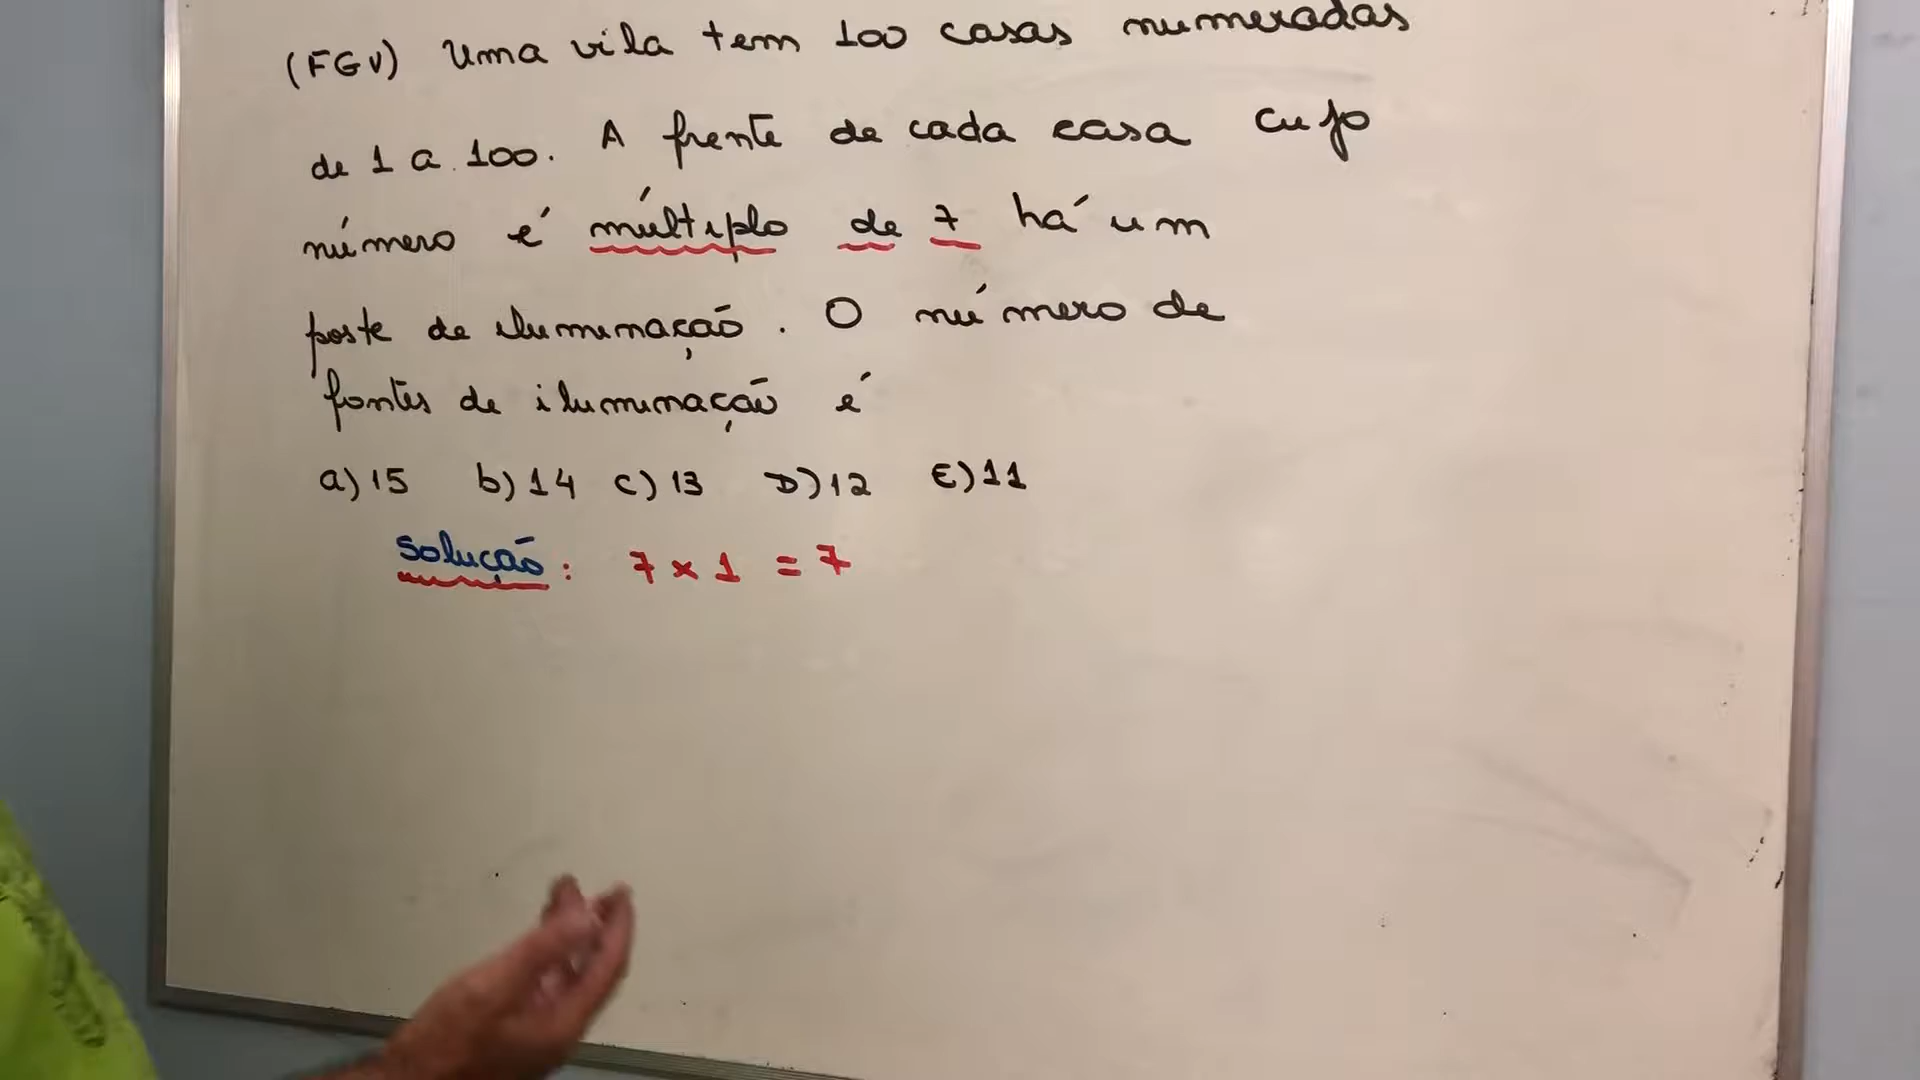 (FGV) Uma vila tem 100 casas numeradas
de 1 a 100. A frente de cada casa cujo
número é múltiplo de 7 há um
poste de iluminação. O número de
fontes de iluminação é
a) 15 b) 14 c) 13 D) 12 E) 11
Solução: 7 x 1 = 7